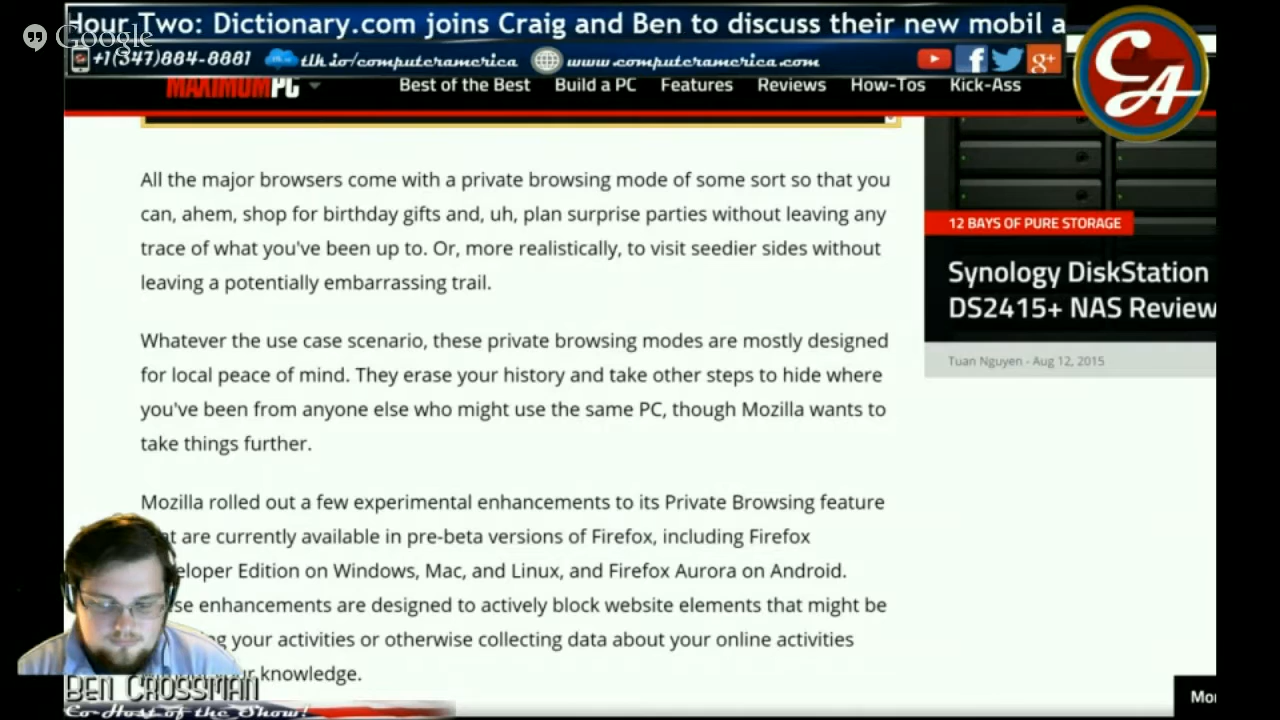 Hour Two: Dictionary.com joins Craig and Ben to discuss their new mobil a
Google
+1(347)884-8881 tlk.io/computeramerica www.computeramerica.com
CA
MAXIMUMPC Best of the Best Build a PC Features Reviews How-Tos Kick-Ass
All the major browsers come with a private browsing mode of some sort so that you
can, ahem, shop for birthday gifts and, uh, plan surprise parties without leaving any
trace of what you've been up to. Or, more realistically, to visit seedier sides without
leaving a potentially embarrassing trail.
Whatever the use case scenario, these private browsing modes are mostly designed
for local peace of mind. They erase your history and take other steps to hide where
you've been from anyone else who might use the same PC, though Mozilla wants to
take things further.
Mozilla rolled out a few experimental enhancements to its Private Browsing feature
are currently available in pre-beta versions of Firefox, including Firefox
eloper Edition on Windows, Mac, and Linux, and Firefox Aurora on Android.
se enhancements are designed to actively block website elements that might be
g your activities or otherwise collecting data about your online activities
knowledge.
12 BAYS OF PURE STORAGE
Synology DiskStation
DS2415+ NAS Review
Tuan Nguyen - Aug 12, 2015
Mo
BEN CROSSMAN
Co-Host of the Show!